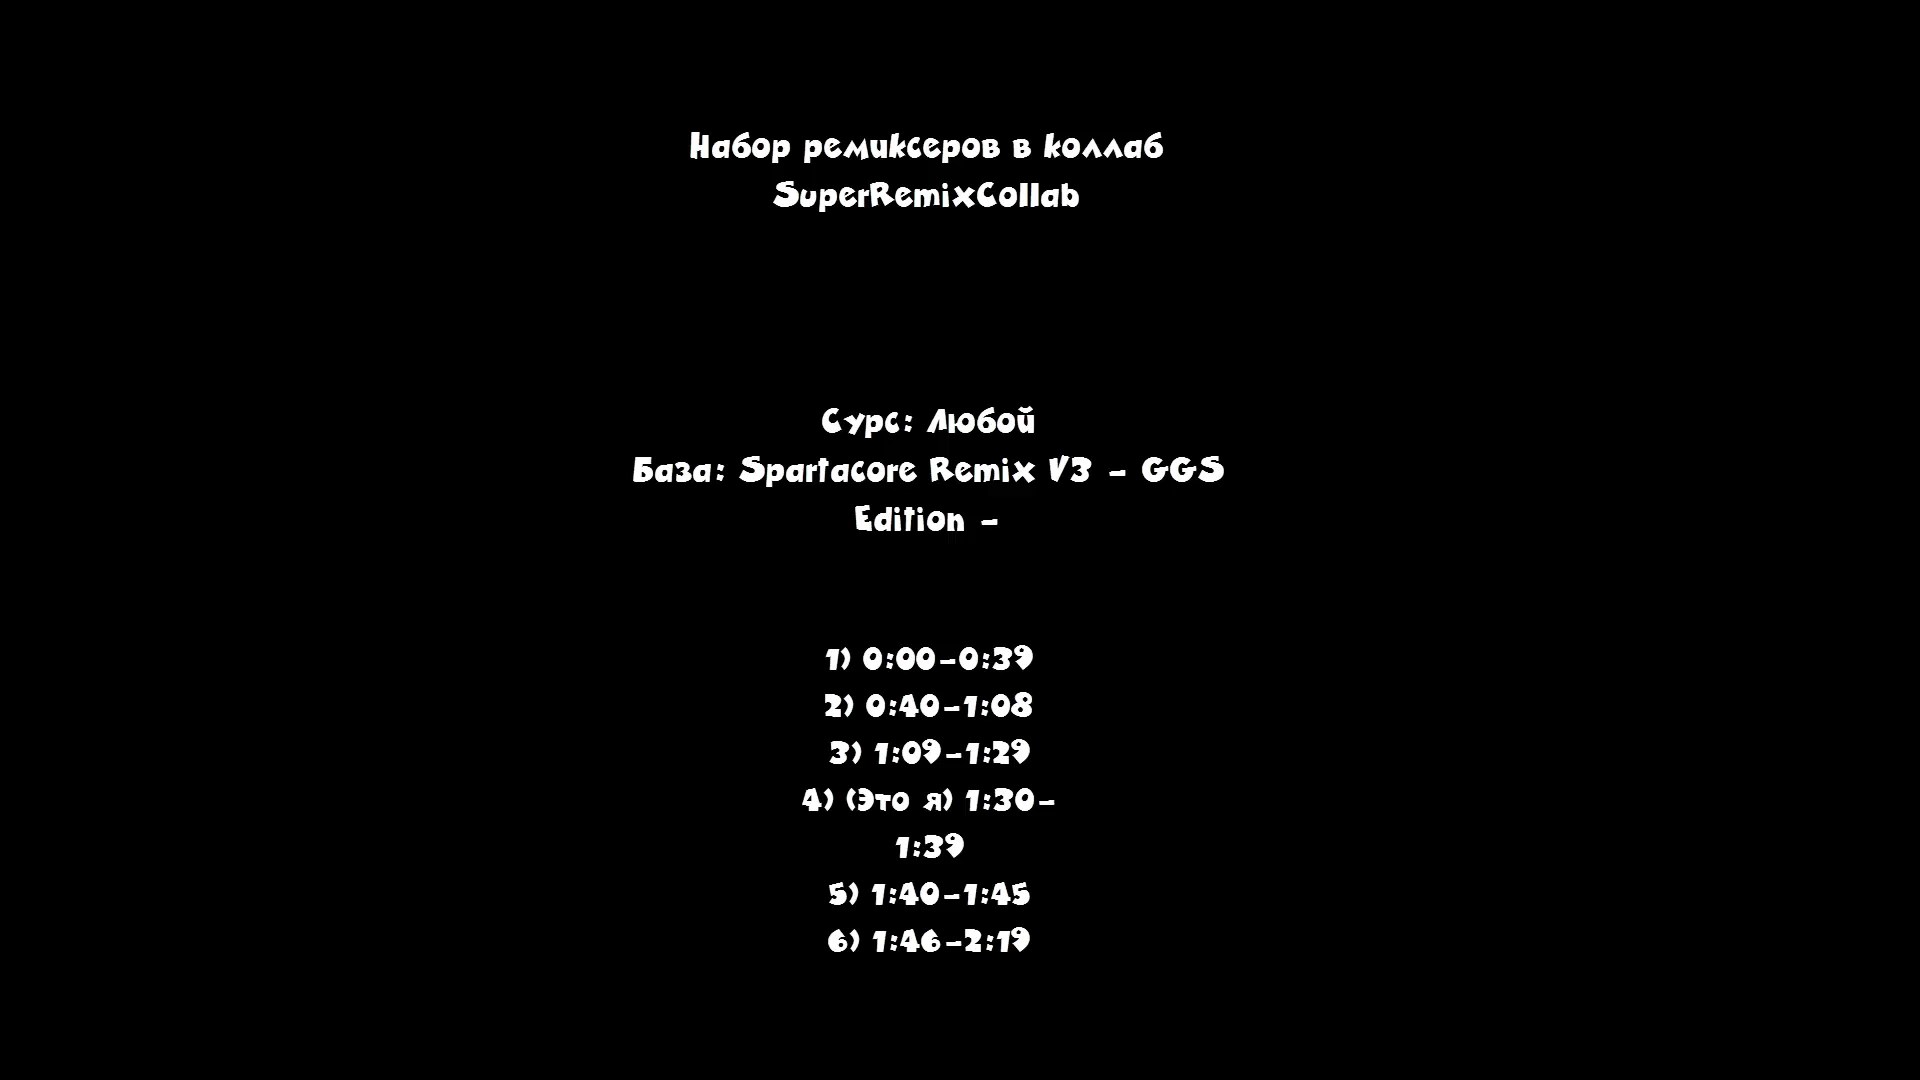 Набор ремиксеров в коллаб
SuperRemixCollab
Сурс: Любой
База: Spartacore Remix V3 - GGS
Edition -
1) 0:00-0:39
2) 0:40-1:08
3) 1:09-1:29
4) (Это я) 1:30-
1:39
5) 1:40-1:45
6) 1:46-2:19